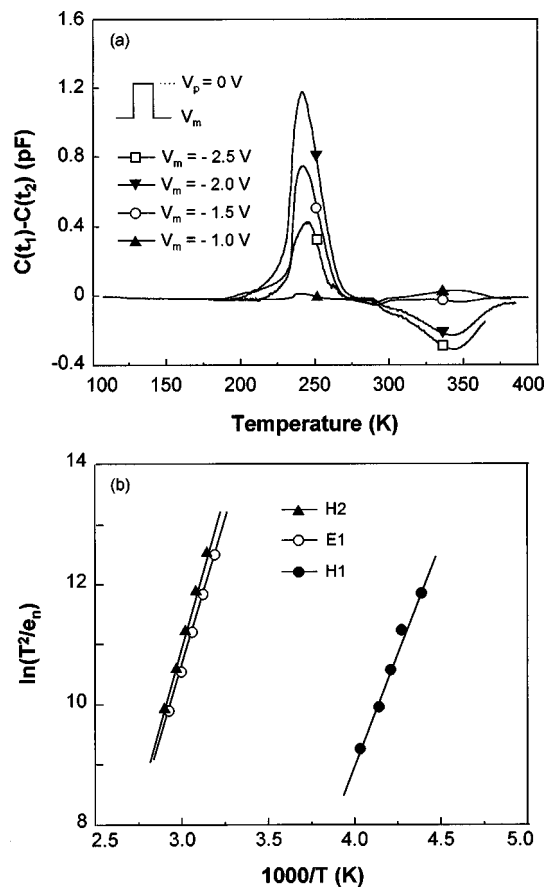 (a)
1.6
1.2
0.8
0.4
0
-0.4
C(t1)-C(t2) (pF)
Vp = 0 V
Vm
Vm = - 2.5 V
Vm = - 2.0 V
Vm = - 1.5 V
Vm = - 1.0 V
100 150 200 250 300 350 400
Temperature (K)
(b)
14
12
10
8
ln(T2/en)
H2
E1
H1
2.5 3.0 3.5 4.0 4.5 5.0
1000/T (K)